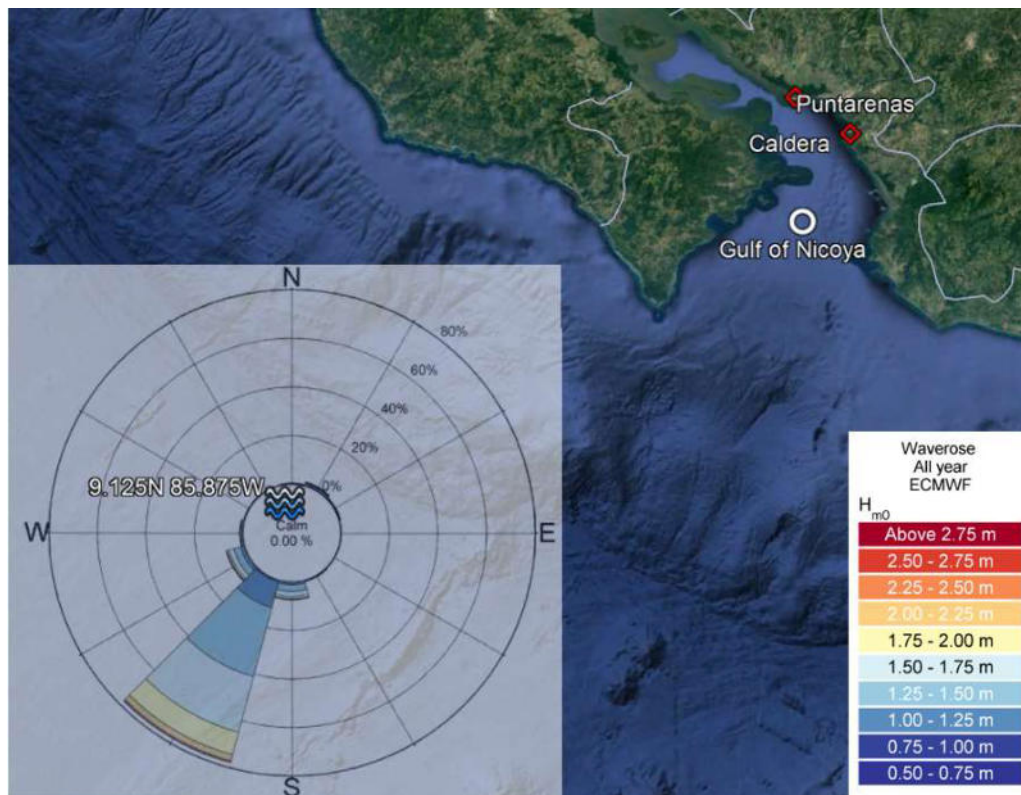 Puntarenas
Caldera
Gulf of Nicoya
N
80%
60%
40%
20%
0%
9.125N 85.875W
Calm
0.00 %
W
E
S
Waverose
All year
ECMWF
Hm0
Above 2.75 m
2.50 - 2.75 m
2.25 - 2.50 m
2.00 - 2.25 m
1.75 - 2.00 m
1.50 - 1.75 m
1.25 - 1.50 m
1.00 - 1.25 m
0.75 - 1.00 m
0.50 - 0.75 m